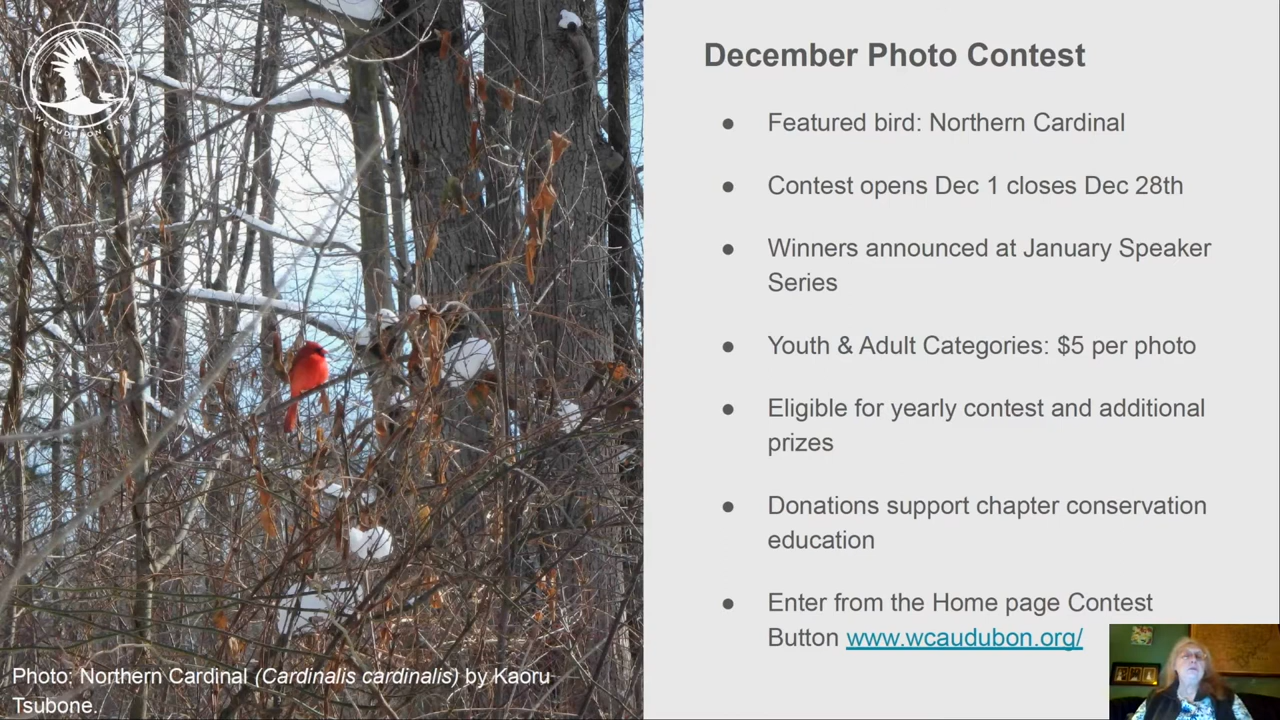 WCAUDUBON.ORG
December Photo Contest
● Featured bird: Northern Cardinal
● Contest opens Dec 1 closes Dec 28th
● Winners announced at January Speaker
Series
● Youth & Adult Categories: $5 per photo
● Eligible for yearly contest and additional
prizes
● Donations support chapter conservation
education
● Enter from the Home page Contest
Button www.wcaudubon.org/
Photo: Northern Cardinal (Cardinalis cardinalis) by Kaoru
Tsubone.